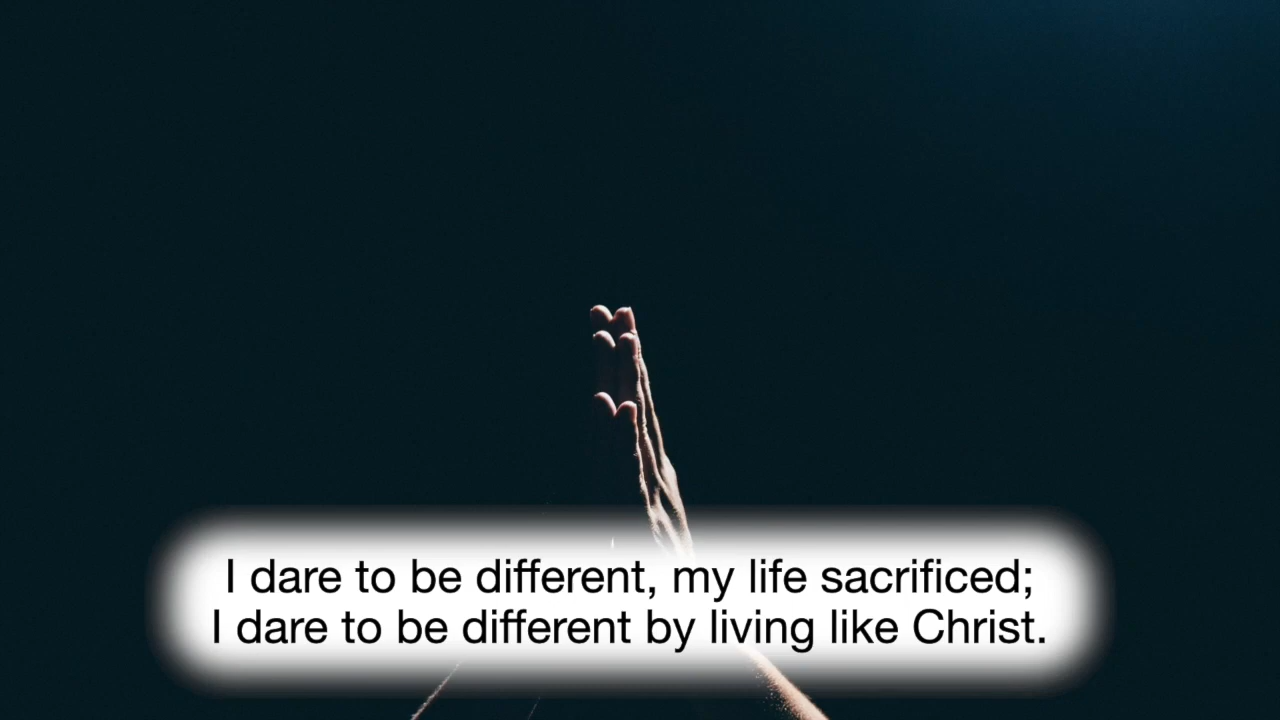 I dare to be different, my life sacrificed;
I dare to be different by living like Christ.